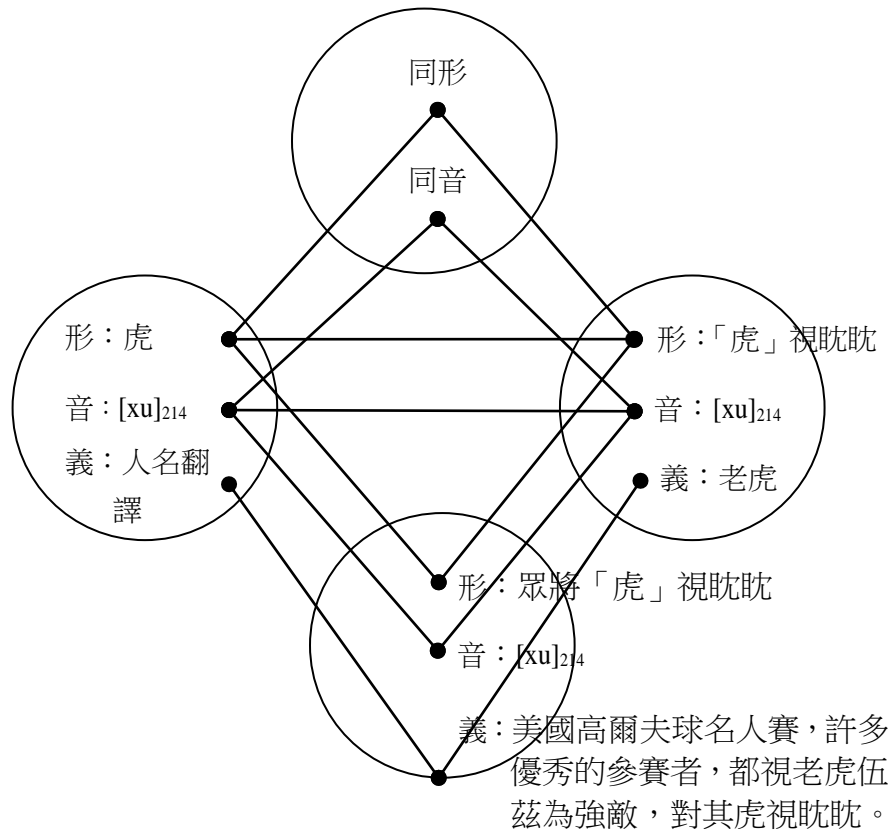 同形
同音
形：虎
音：[xu]214
義：人名翻
譯
形：「虎」視眈眈
音：[xu]214
義：老虎
形：眾將「虎」視眈眈
音：[xu]214
義：美國高爾夫球名人賽，許多
優秀的參賽者，都視老虎伍
茲為強敵，對其虎視眈眈。